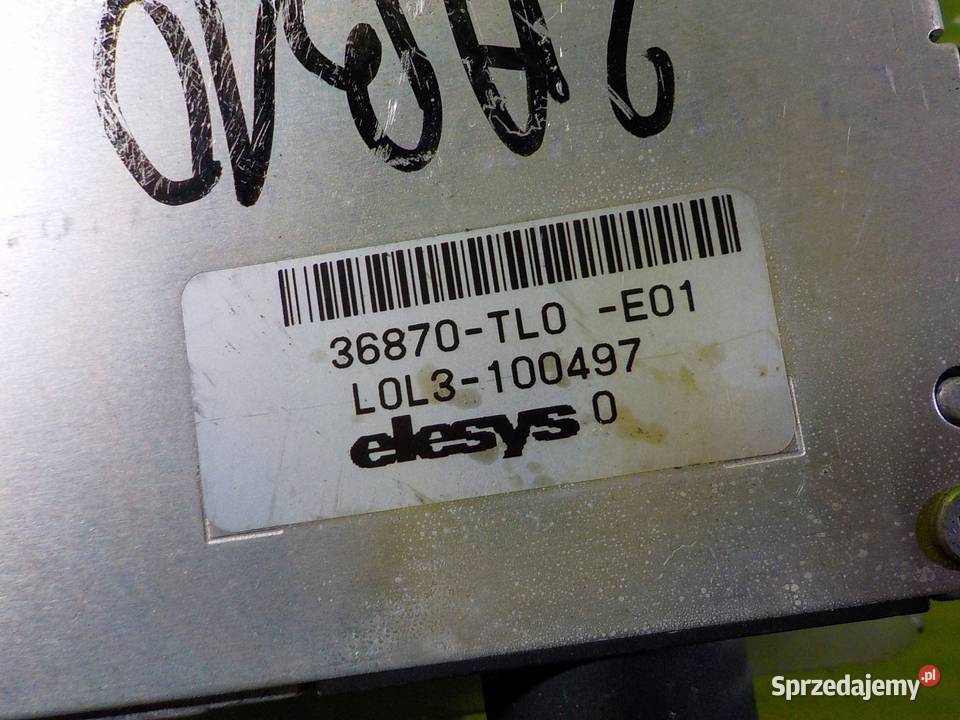 36870-TL0 -E01
L0L3-100497
elesys 0
Sprzedajemy.pl